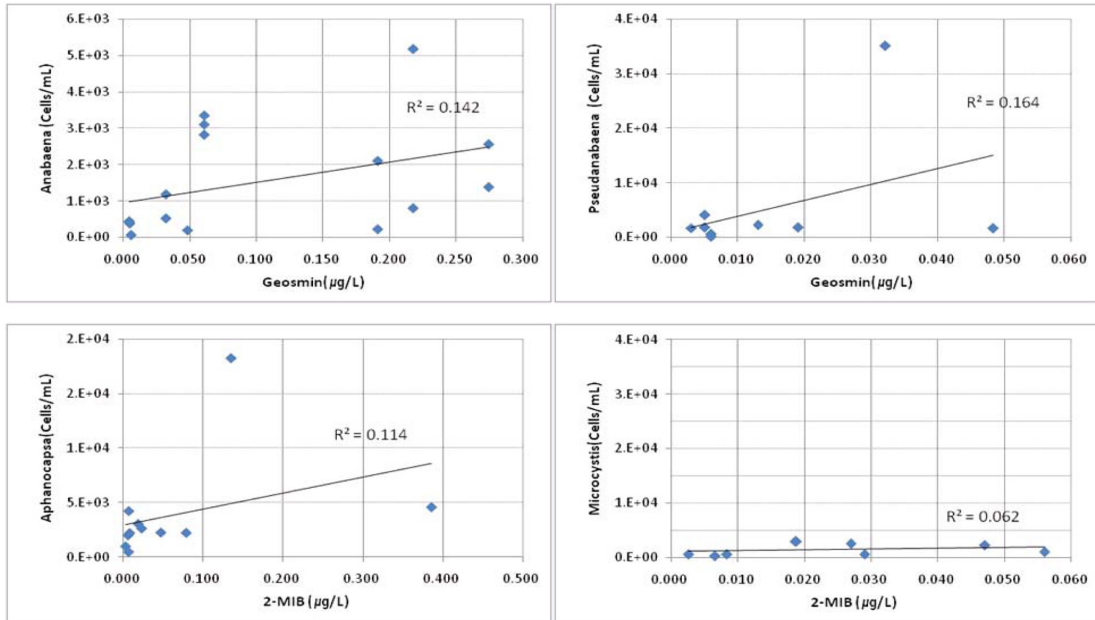 6.E+03
5.E+03
4.E+03
3.E+03
2.E+03
1.E+03
0.E+00
Anabaena (Cells/mL)
R² = 0.142
0.000 0.050 0.100 0.150 0.200 0.250 0.300
Geosmin(µg/L)
4.E+04
3.E+04
2.E+04
1.E+04
0.E+00
Pseudanabaena (Cells/mL)
R² = 0.164
0.000 0.010 0.020 0.030 0.040 0.050 0.060
Geosmin(µg/L)
2.E+04
2.E+04
1.E+04
5.E+03
0.E+00
Aphanocapsa(Cells/mL)
R² = 0.114
0.000 0.100 0.200 0.300 0.400 0.500
2-MIB (µg/L)
4.E+04
3.E+04
2.E+04
1.E+04
0.E+00
Microcystis(Cells/mL)
R² = 0.062
0.000 0.010 0.020 0.030 0.040 0.050 0.060
2-MIB (µg/L)